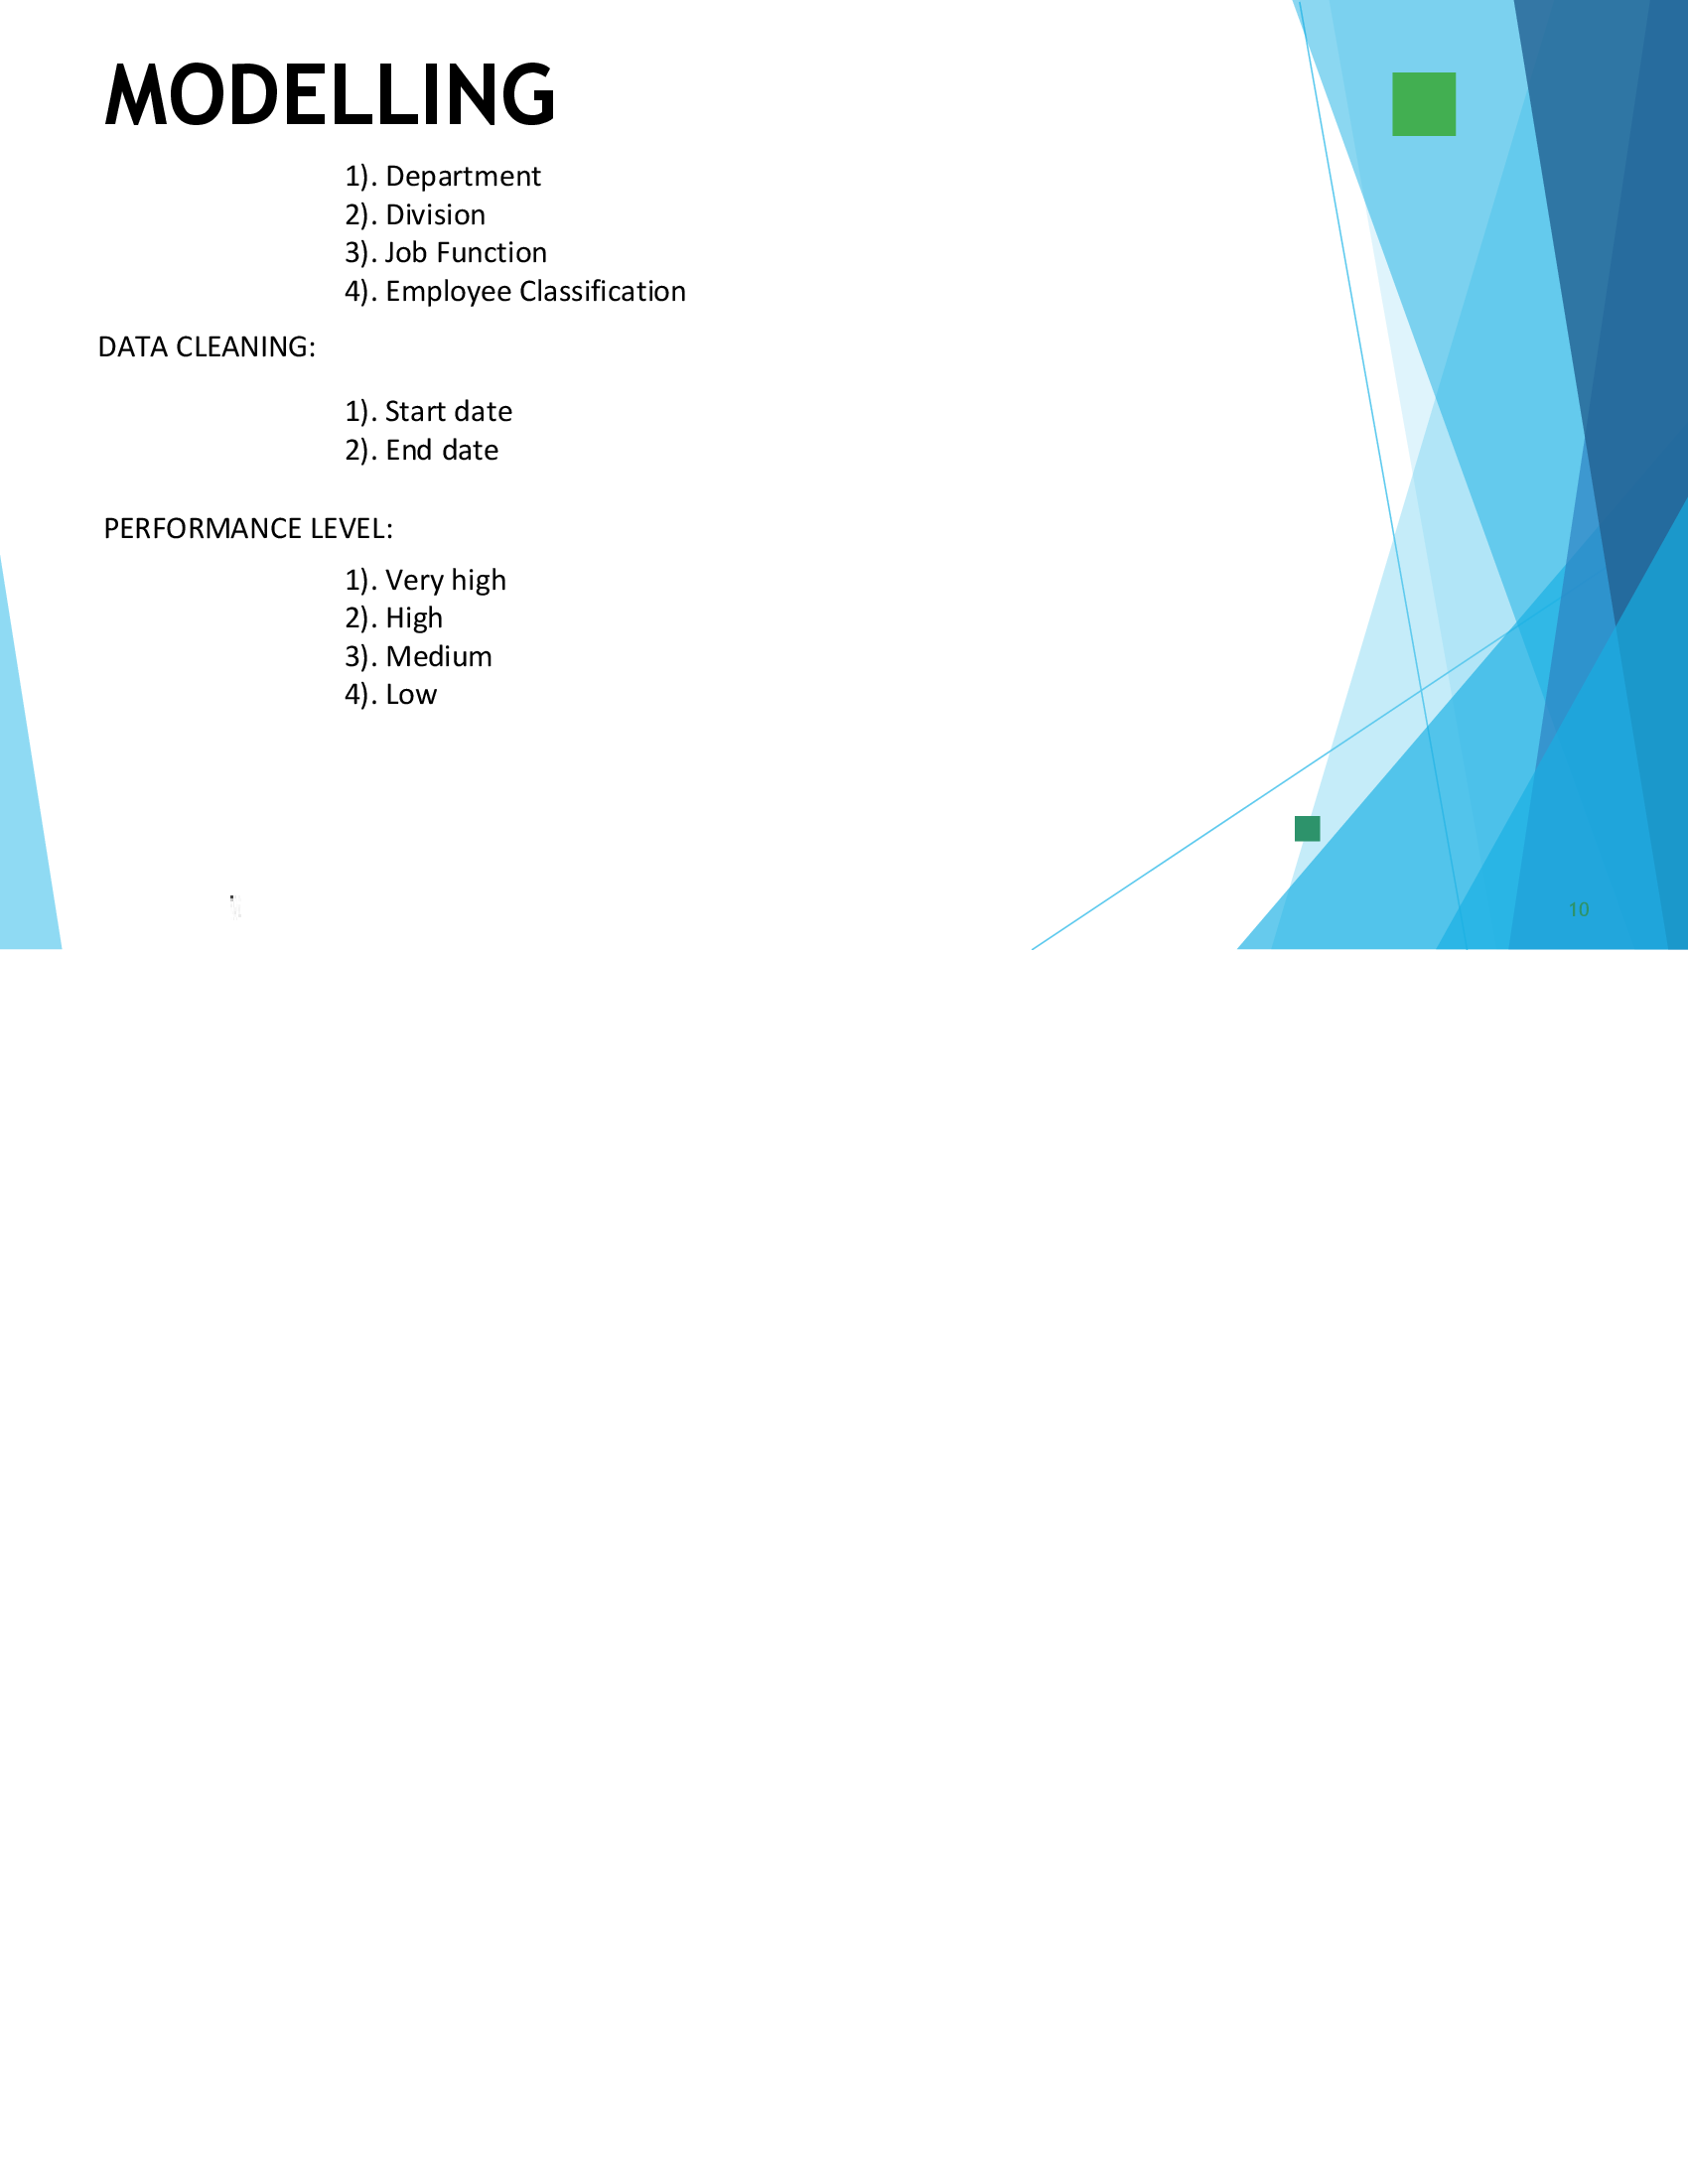 MODELLING
1). Department
2). Division
3). Job Function
4). Employee Classification
DATA CLEANING:
1). Start date
2). End date
PERFORMANCE LEVEL:
1). Very high
2). High
3). Medium
4). Low
10